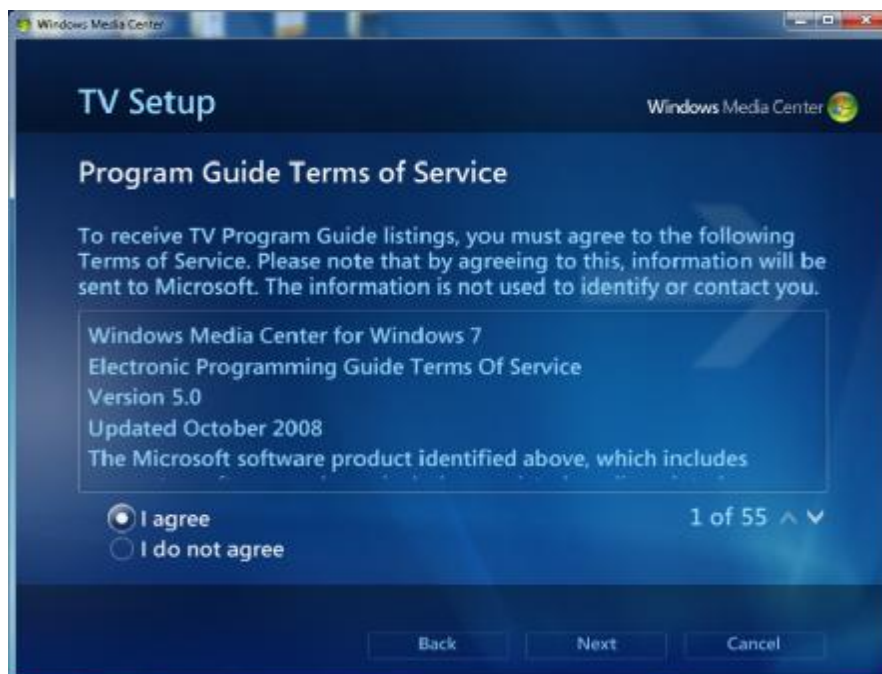 Windows Media Center
TV Setup
Windows Media Center
Program Guide Terms of Service
To receive TV Program Guide listings, you must agree to the following
Terms of Service. Please note that by agreeing to this, information will be
sent to Microsoft. The information is not used to identify or contact you.
Windows Media Center for Windows 7
Electronic Programming Guide Terms Of Service
Version 5.0
Updated October 2008
The Microsoft software product identified above, which includes
I agree
1 of 55
I do not agree
Back Next Cancel